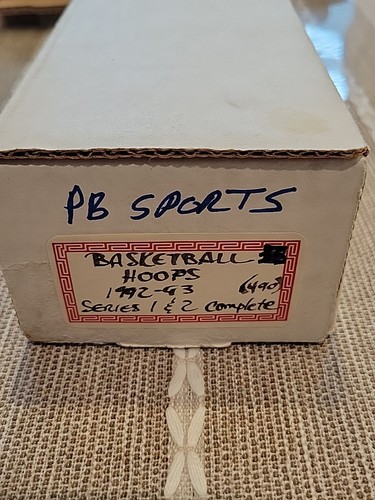 PB SPORTS
BASKETBALL
HOOPS
1992-93 (490)
SERIES 1 & 2 Complete